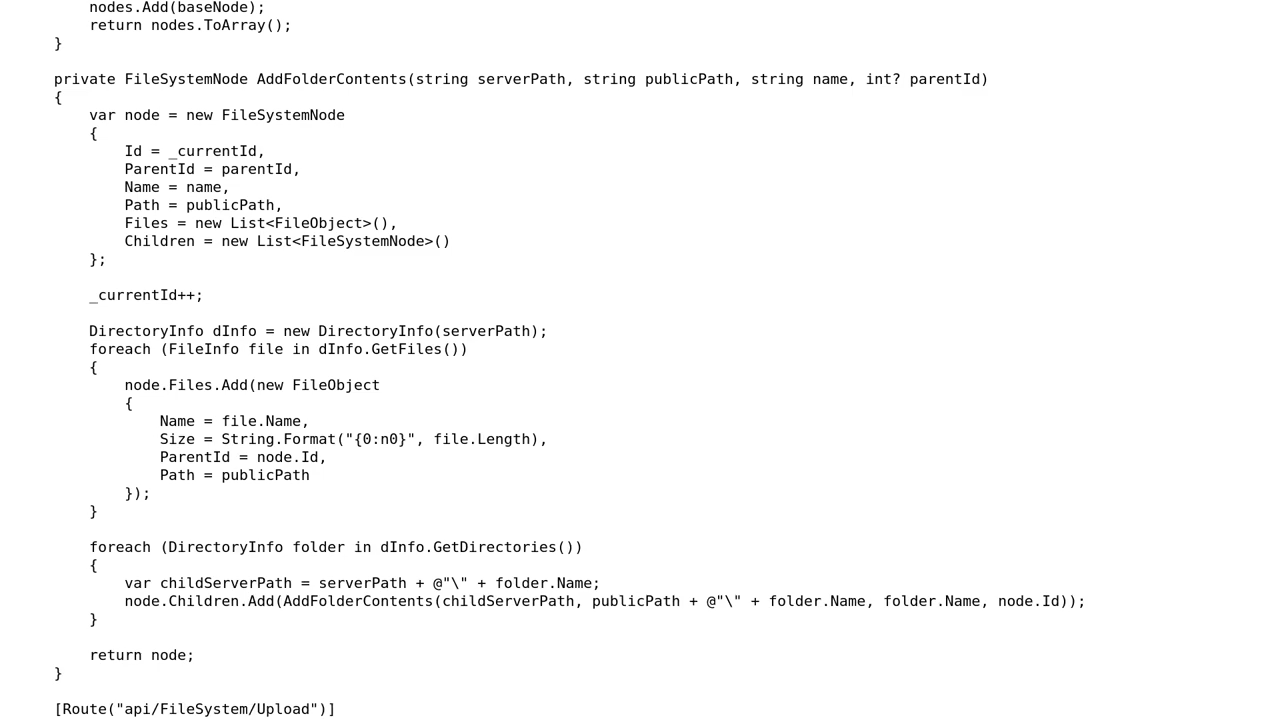 nodes.Add(baseNode);
return nodes.ToArray();
}
private FileSystemNode AddFolderContents(string serverPath, string publicPath, string name, int? parentId)
{
var node = new FileSystemNode
{
Id = _currentId,
ParentId = parentId,
Name = name,
Path = publicPath,
Files = new List<FileObject>(),
Children = new List<FileSystemNode>()
};
_currentId++;
DirectoryInfo dInfo = new DirectoryInfo(serverPath);
foreach (FileInfo file in dInfo.GetFiles())
{
node.Files.Add(new FileObject
{
Name = file.Name,
Size = String.Format("{0:n0}", file.Length),
ParentId = node.Id,
Path = publicPath
});
}
foreach (DirectoryInfo folder in dInfo.GetDirectories())
{
var childServerPath = serverPath + @"\" + folder.Name;
node.Children.Add(AddFolderContents(childServerPath, publicPath + @"\" + folder.Name, folder.Name, node.Id));
}
return node;
}
[Route("api/FileSystem/Upload")]